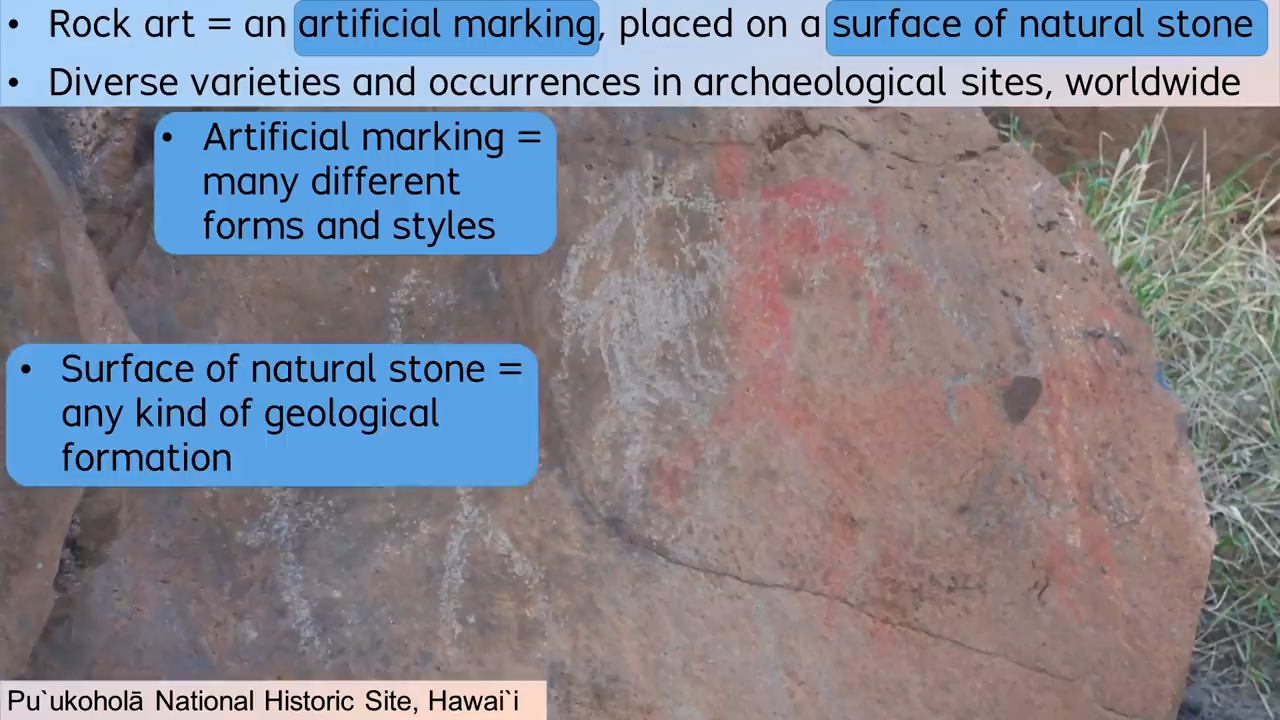 • Rock art = an artificial marking, placed on a surface of natural stone
• Diverse varieties and occurrences in archaeological sites, worldwide
• Artificial marking =
many different
forms and styles
• Surface of natural stone =
any kind of geological
formation
Pu`ukoholā National Historic Site, Hawai`i